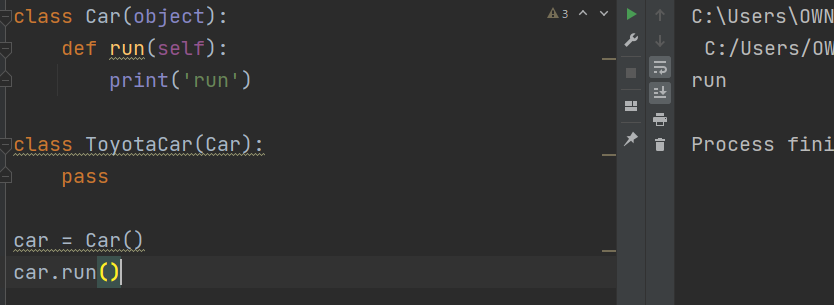 class Car(object):
    def run(self):
        print('run')

class ToyotaCar(Car):
    pass

car = Car()
car.run()
3
C:\Users\OWN
C:/Users/OW
run

Process fini